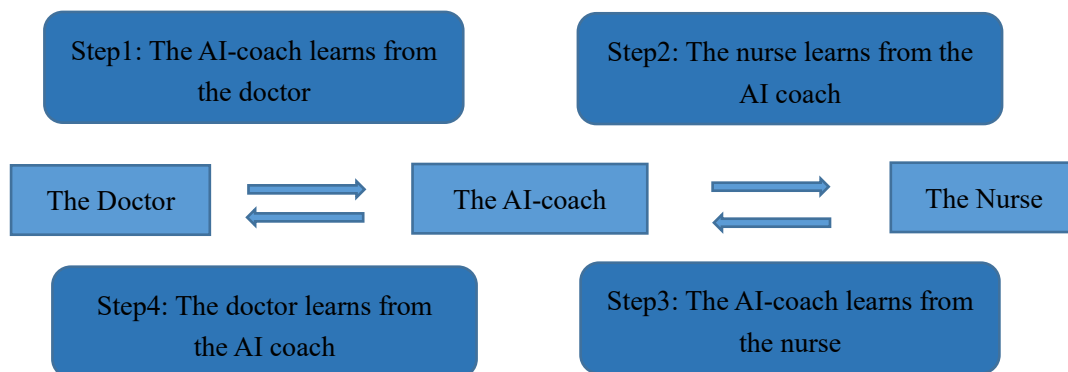 Step1: The AI-coach learns from
the doctor
Step2: The nurse learns from the
AI coach
The Doctor
The AI-coach
The Nurse
Step4: The doctor learns from
the AI coach
Step3: The AI-coach learns from
the nurse